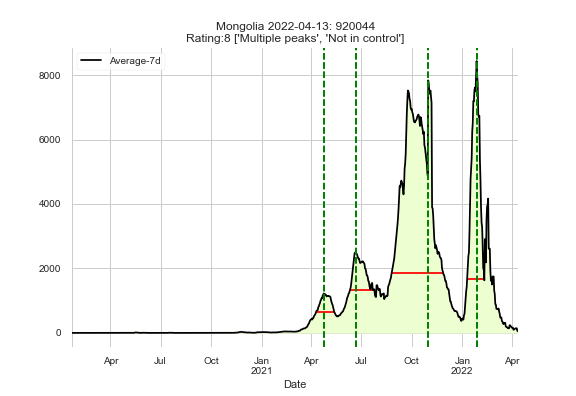 Mongolia 2022-04-13: 920044
Rating:8 ['Multiple peaks', 'Not in control']
Average-7d
8000
6000
4000
2000
0
Apr Jul Oct Jan Apr Jul Oct Jan Apr
2021 2022
Date